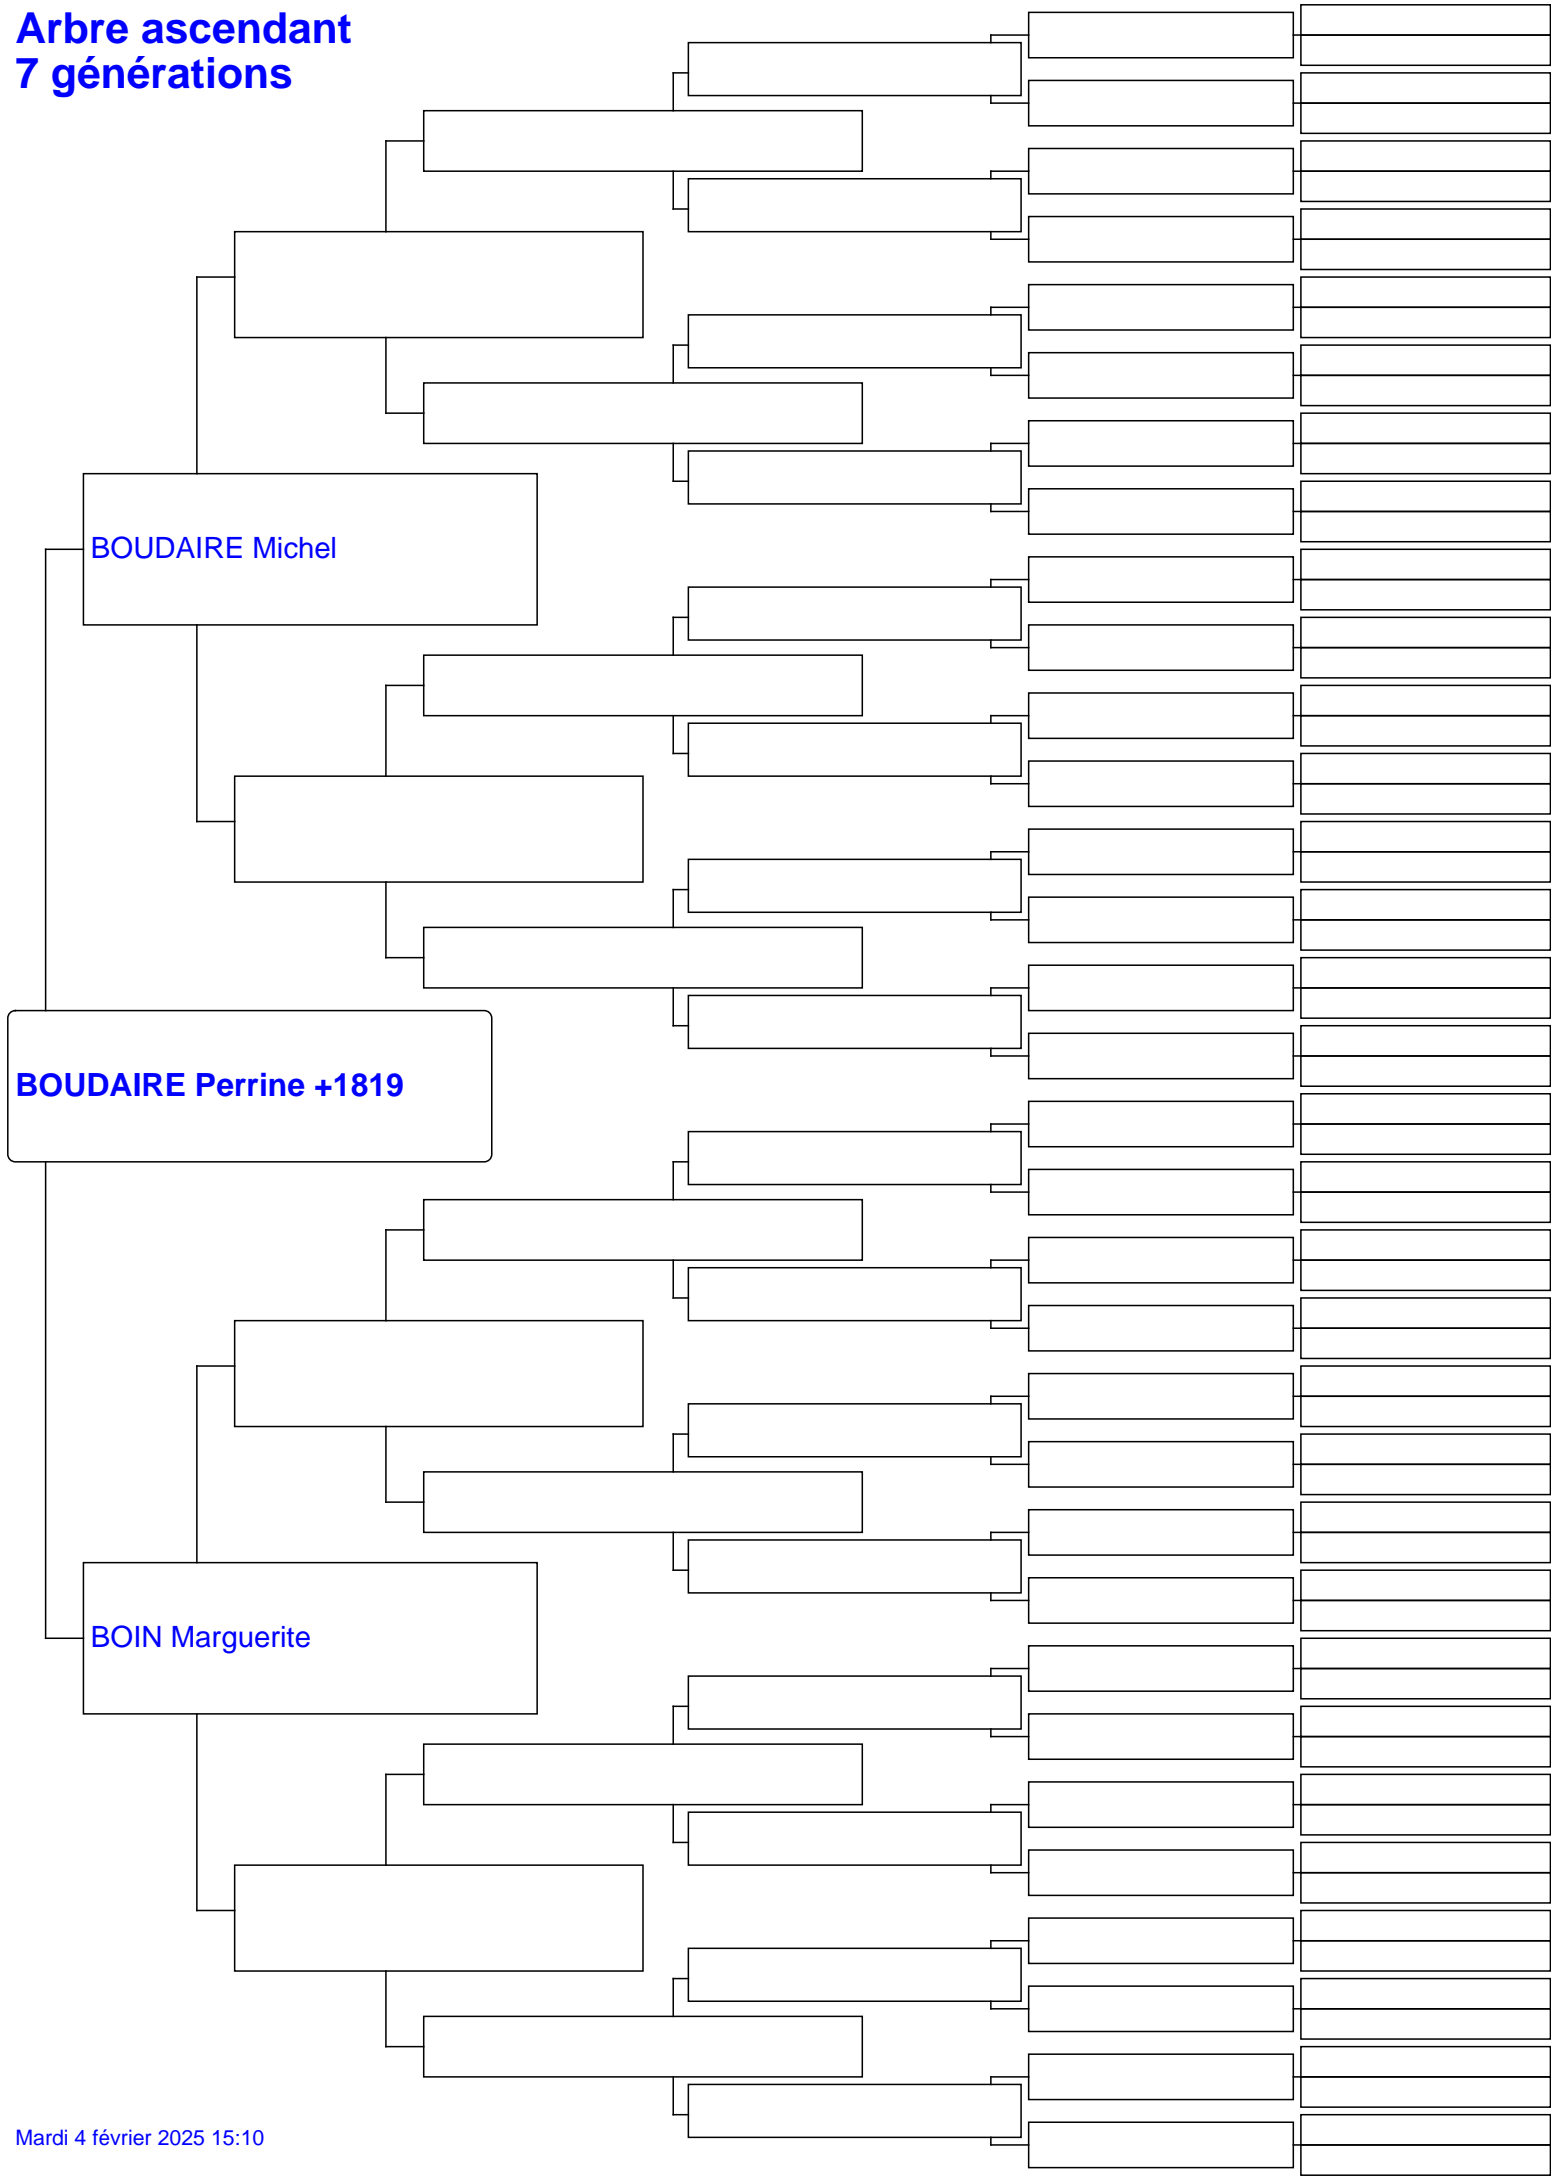 Arbre ascendant
7 générations
BOUDAIRE Michel
BOUDAIRE Perrine +1819
BOIN Marguerite
Mardi 4 février 2025 15:10